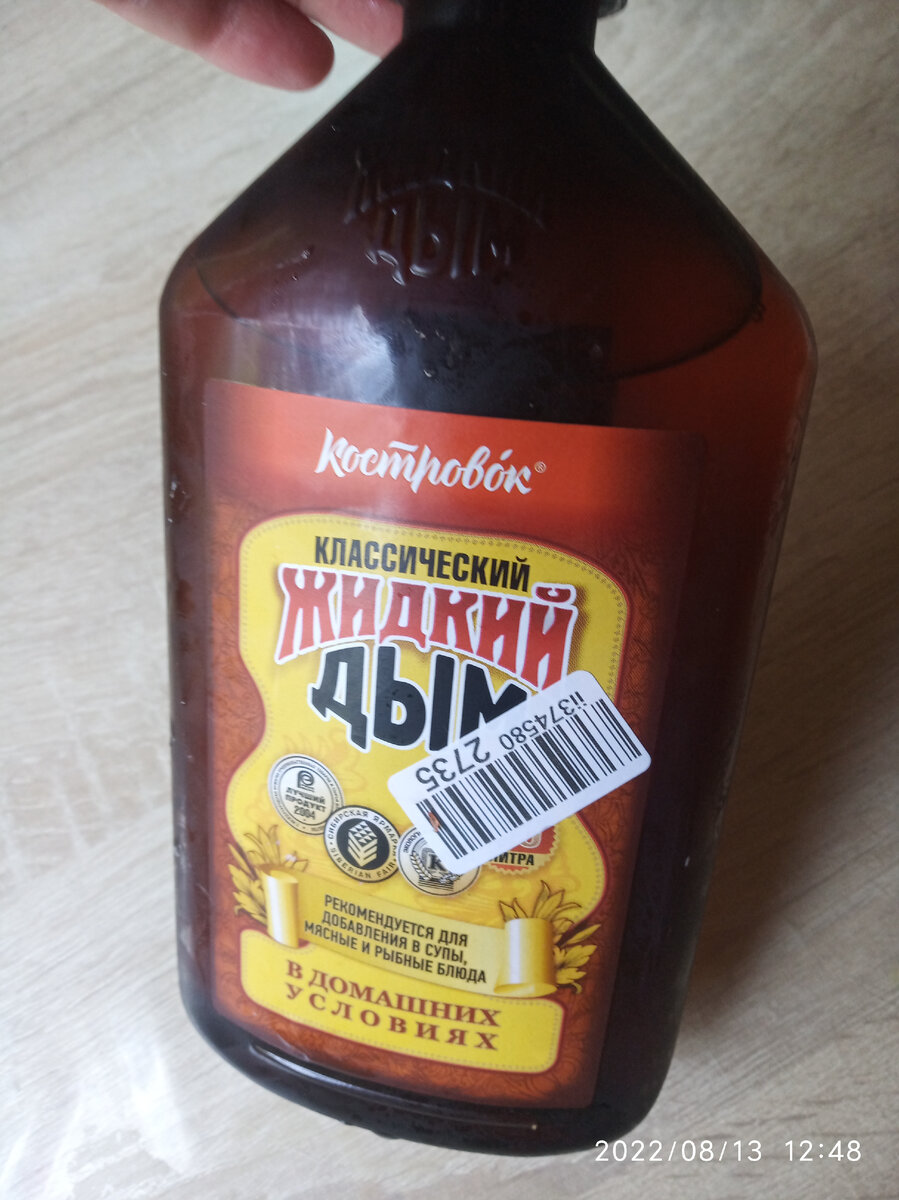 ДЫМ
Костровок®
КЛАССИЧЕСКИЙ
ЖИДКИЙ
ДЫМ
ii374580 2735
ЛУЧШИЙ
ПРОДУКТ
2004
СИБИРСКАЯ ЯРМАРКА
SIBERIAN FAIR
ЛИТРА
РЕКОМЕНДУЕТСЯ ДЛЯ
ДОБАВЛЕНИЯ В СУПЫ,
МЯСНЫЕ И РЫБНЫЕ БЛЮДА
В ДОМАШНИХ
УСЛОВИЯХ
2022/08/13 12:48